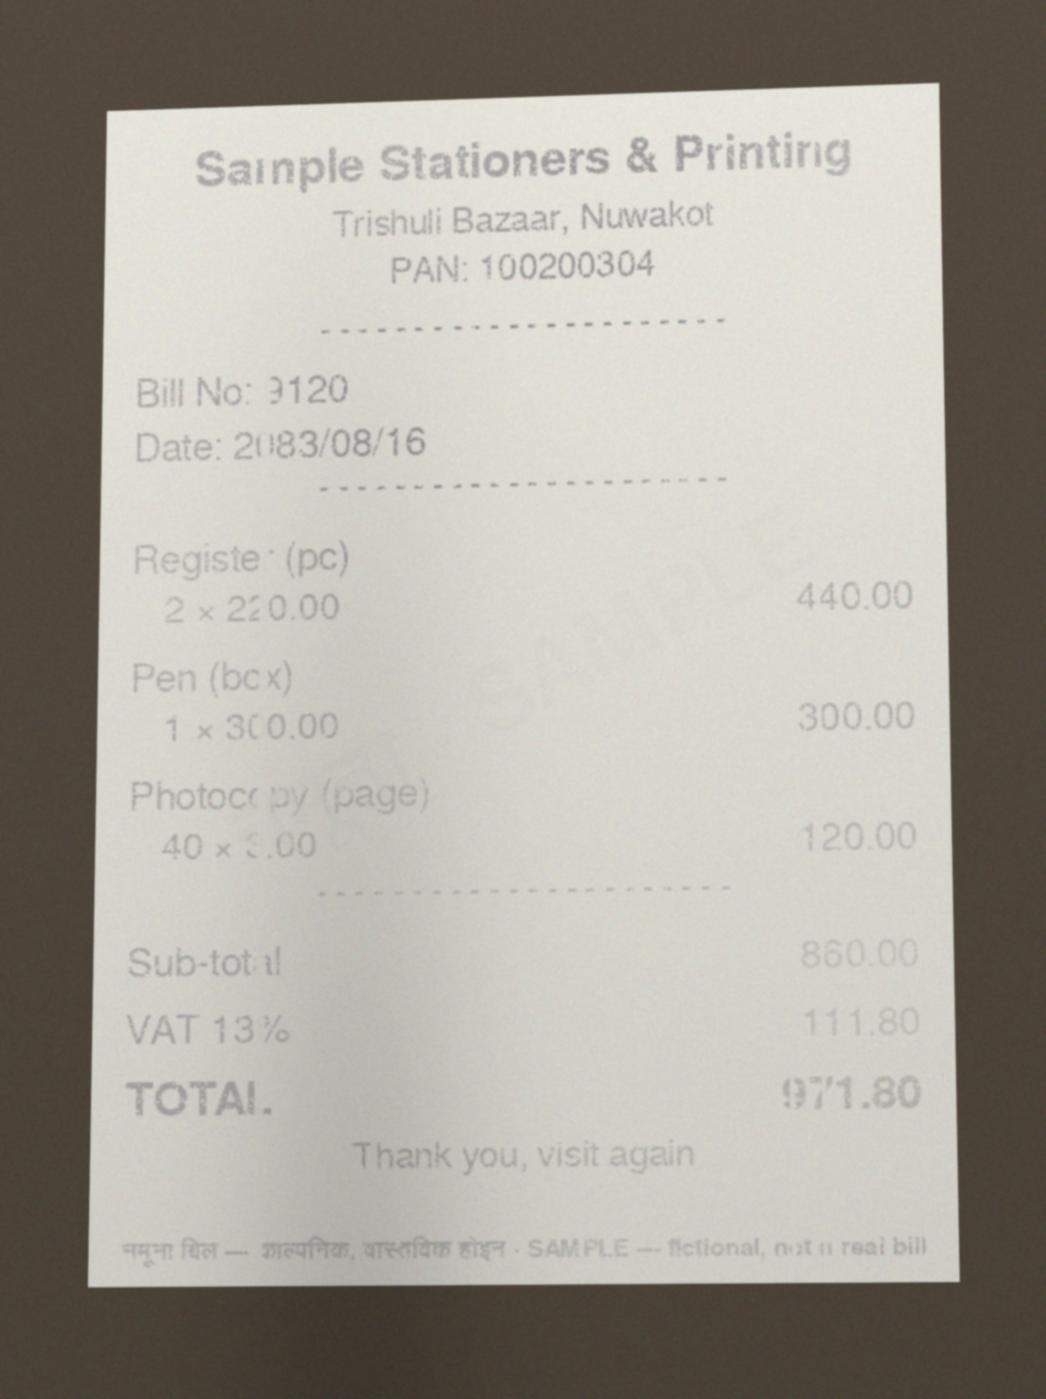 Sample Stationers & Printing
Trishuli Bazaar, Nuwakot
PAN: 100200304
Bill No: 9120
Date: 2083/08/16
Register (pc)
2 × 220.00 440.00
Pen (box)
1 × 300.00 300.00
Photocopy (page)
40 × 3.00 120.00
Sub-total 860.00
VAT 13% 111.80
TOTAL 971.80
Thank you, visit again
नमूना बिल — काल्पनिक, वास्तविक होइन · SAMPLE — fictional, not a real bill
SAMPLE